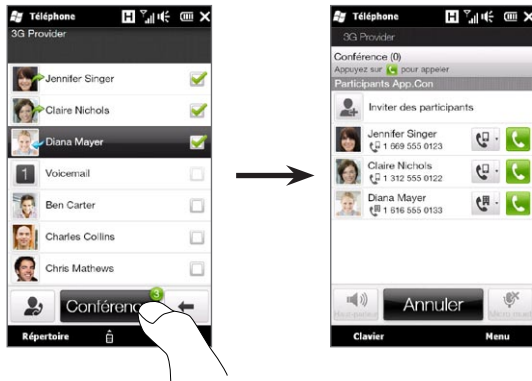 Téléphone
3G Provider
Jennifer Singer
Claire Nichols
Diana Mayer
1 Voicemail
Ben Carter
Charles Collins
Chris Mathews
3
Répertoire
Téléphone
3G Provider
Conférence (0)
Appuyez sur pour appeler
Participants App.Con
Inviter des participants
Jennifer Singer
1 669 555 0123
Claire Nichols
1 312 555 0122
Diana Mayer
1 616 555 0133
Annuler
Clavier Menu